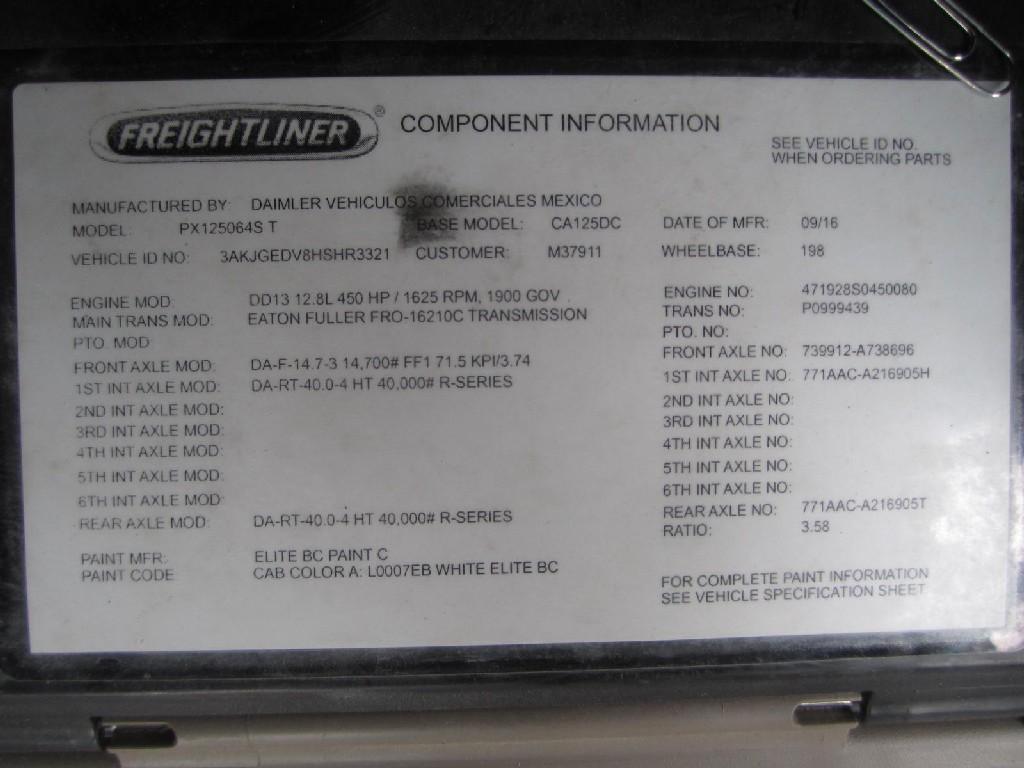 FREIGHTLINER® COMPONENT INFORMATION
SEE VEHICLE ID NO.
WHEN ORDERING PARTS
MANUFACTURED BY: DAIMLER VEHICULOS COMERCIALES MEXICO
MODEL: PX125064S T BASE MODEL: CA125DC DATE OF MFR: 09/16
VEHICLE ID NO: 3AKJGEDV8HSHR3321 CUSTOMER: M37911 WHEELBASE: 198
ENGINE MOD: DD13 12.8L 450 HP / 1625 RPM, 1900 GOV ENGINE NO: 471928S0450080
MAIN TRANS MOD: EATON FULLER FRO-16210C TRANSMISSION TRANS NO: P0999439
PTO. MOD: PTO. NO:
FRONT AXLE MOD: DA-F-14.7-3 14,700# FF1 71.5 KPI/3.74 FRONT AXLE NO: 739912-A738696
1ST INT AXLE MOD: DA-RT-40.0-4 HT 40,000# R-SERIES 1ST INT AXLE NO: 771AAC-A216905H
2ND INT AXLE MOD: 2ND INT AXLE NO:
3RD INT AXLE MOD: 3RD INT AXLE NO:
4TH INT AXLE MOD: 4TH INT AXLE NO:
5TH INT AXLE MOD: 5TH INT AXLE NO:
6TH INT AXLE MOD: 6TH INT AXLE NO:
REAR AXLE MOD: DA-RT-40.0-4 HT 40,000# R-SERIES REAR AXLE NO: 771AAC-A216905T
RATIO: 3.58
PAINT MFR: ELITE BC PAINT C
PAINT CODE CAB COLOR A: L0007EB WHITE ELITE BC
FOR COMPLETE PAINT INFORMATION
SEE VEHICLE SPECIFICATION SHEET